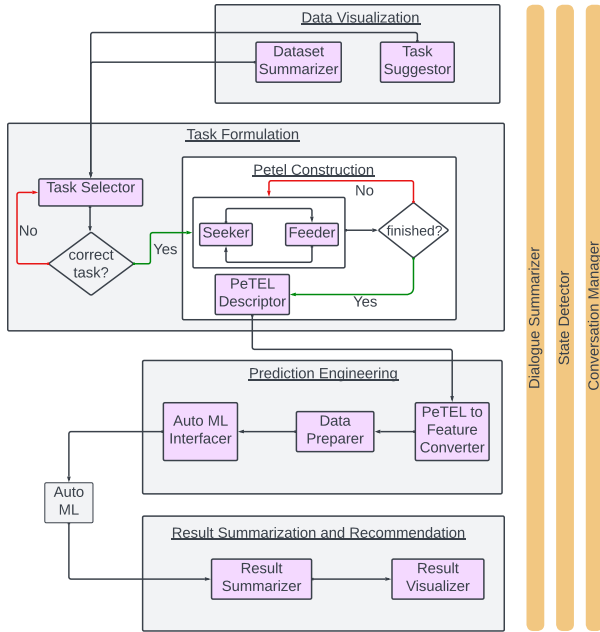 Data Visualization
Dataset
Summarizer
Task
Suggestor
Task Formulation
Task Selector
No
correct
task?
Yes
Petel Construction
No
Seeker
Feeder
finished?
PeTEL
Descriptor
Yes
Prediction Engineering
Auto ML
Interfacer
Data
Preparer
PeTEL to
Feature
Converter
Auto
ML
Result Summarization and Recommendation
Result
Summarizer
Result
Visualizer
Dialogue Summarizer
State Detector
Conversation Manager